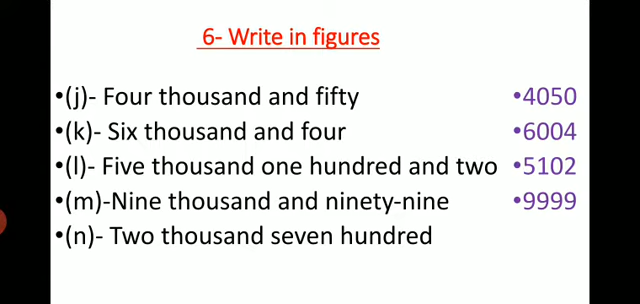 6- Write in figures
•(j)- Four thousand and fifty •4050
•(k)- Six thousand and four •6004
•(l)- Five thousand one hundred and two •5102
•(m)-Nine thousand and ninety-nine •9999
•(n)- Two thousand seven hundred